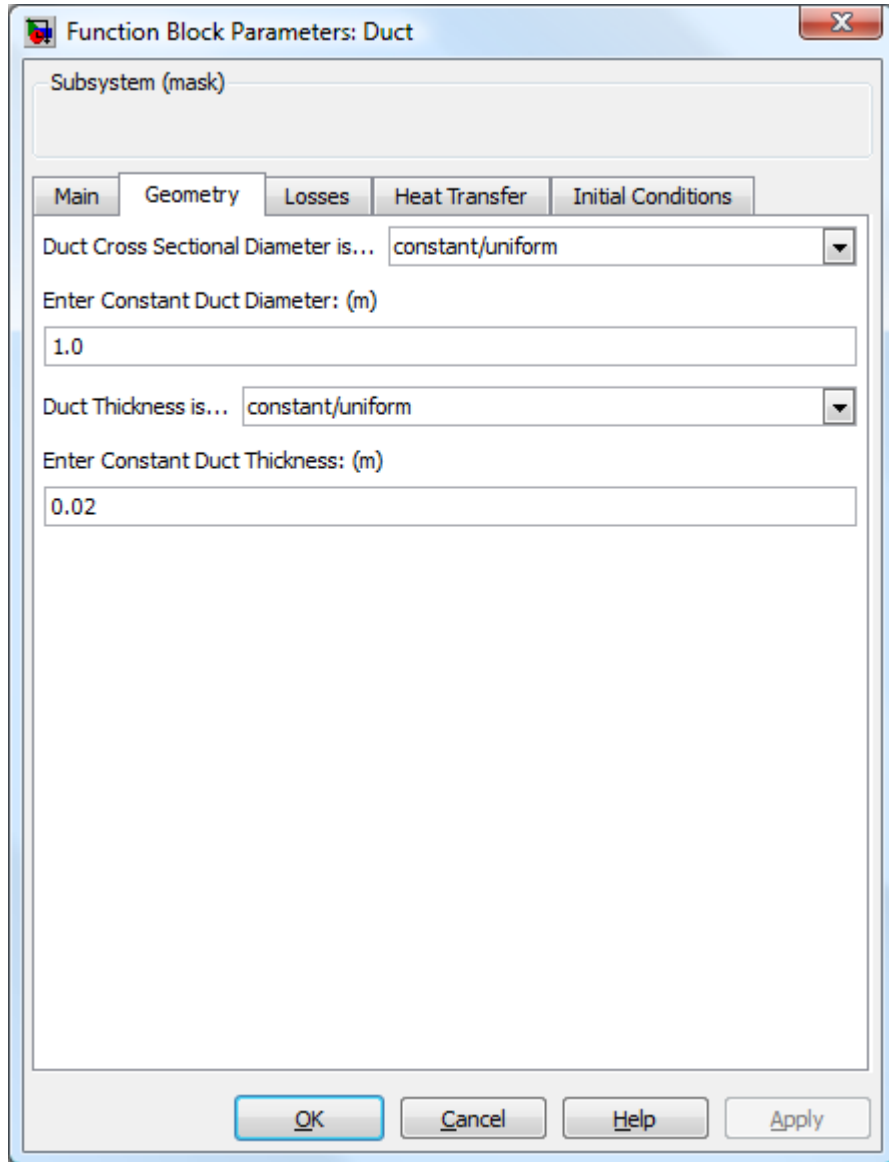 Function Block Parameters: Duct
Subsystem (mask)
Main Geometry Losses Heat Transfer Initial Conditions
Duct Cross Sectional Diameter is... constant/uniform
Enter Constant Duct Diameter: (m)
1.0
Duct Thickness is... constant/uniform
Enter Constant Duct Thickness: (m)
0.02
OK Cancel Help Apply